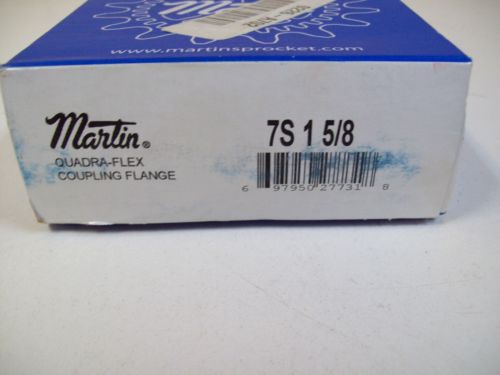 www.martinsprocket.com
Martin®
QUADRA-FLEX
COUPLING FLANGE
7S 1 5/8
6 97950 27731 8